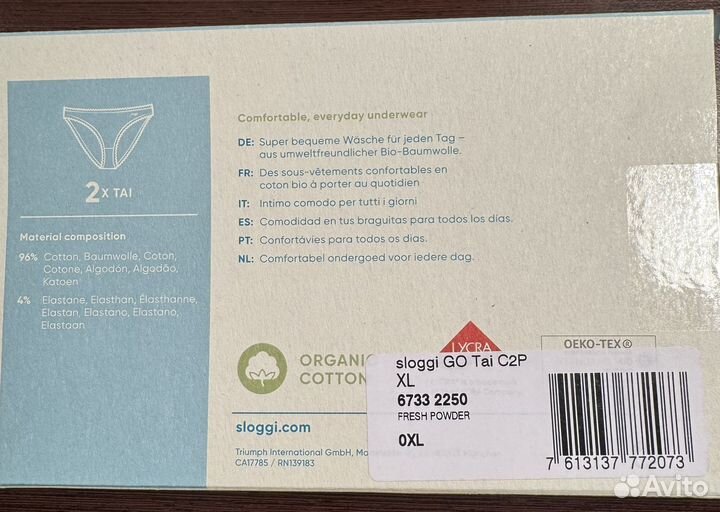 2 x TAI
Material composition
96% Cotton, Baumwolle, Coton,
Cotone, Algodón, Algodão,
Katoen
4% Elastane, Elasthan, Élasthanne,
Elastan, Elastano, Elastano,
Elastaan
Comfortable, everyday underwear
DE: Super bequeme Wäsche für jeden Tag –
aus umweltfreundlicher Bio-Baumwolle.
FR: Des sous-vêtements confortables en
coton bio à porter au quotidien
IT: Intimo comodo per tutti i giorni
ES: Comodidad en tus braguitas para todos los días.
PT: Confortávies para todos os dias.
NL: Comfortabel ondergoed voor iedere dag.
ORGANIC
COTTON
LYCRA
OEKO-TEX®
sloggi.com
Triumph International GmbH,
CA17785 / RN139183
sloggi GO Tai C2P
XL
6733 2250
FRESH POWDER
0XL
7 613137 772073
Avito